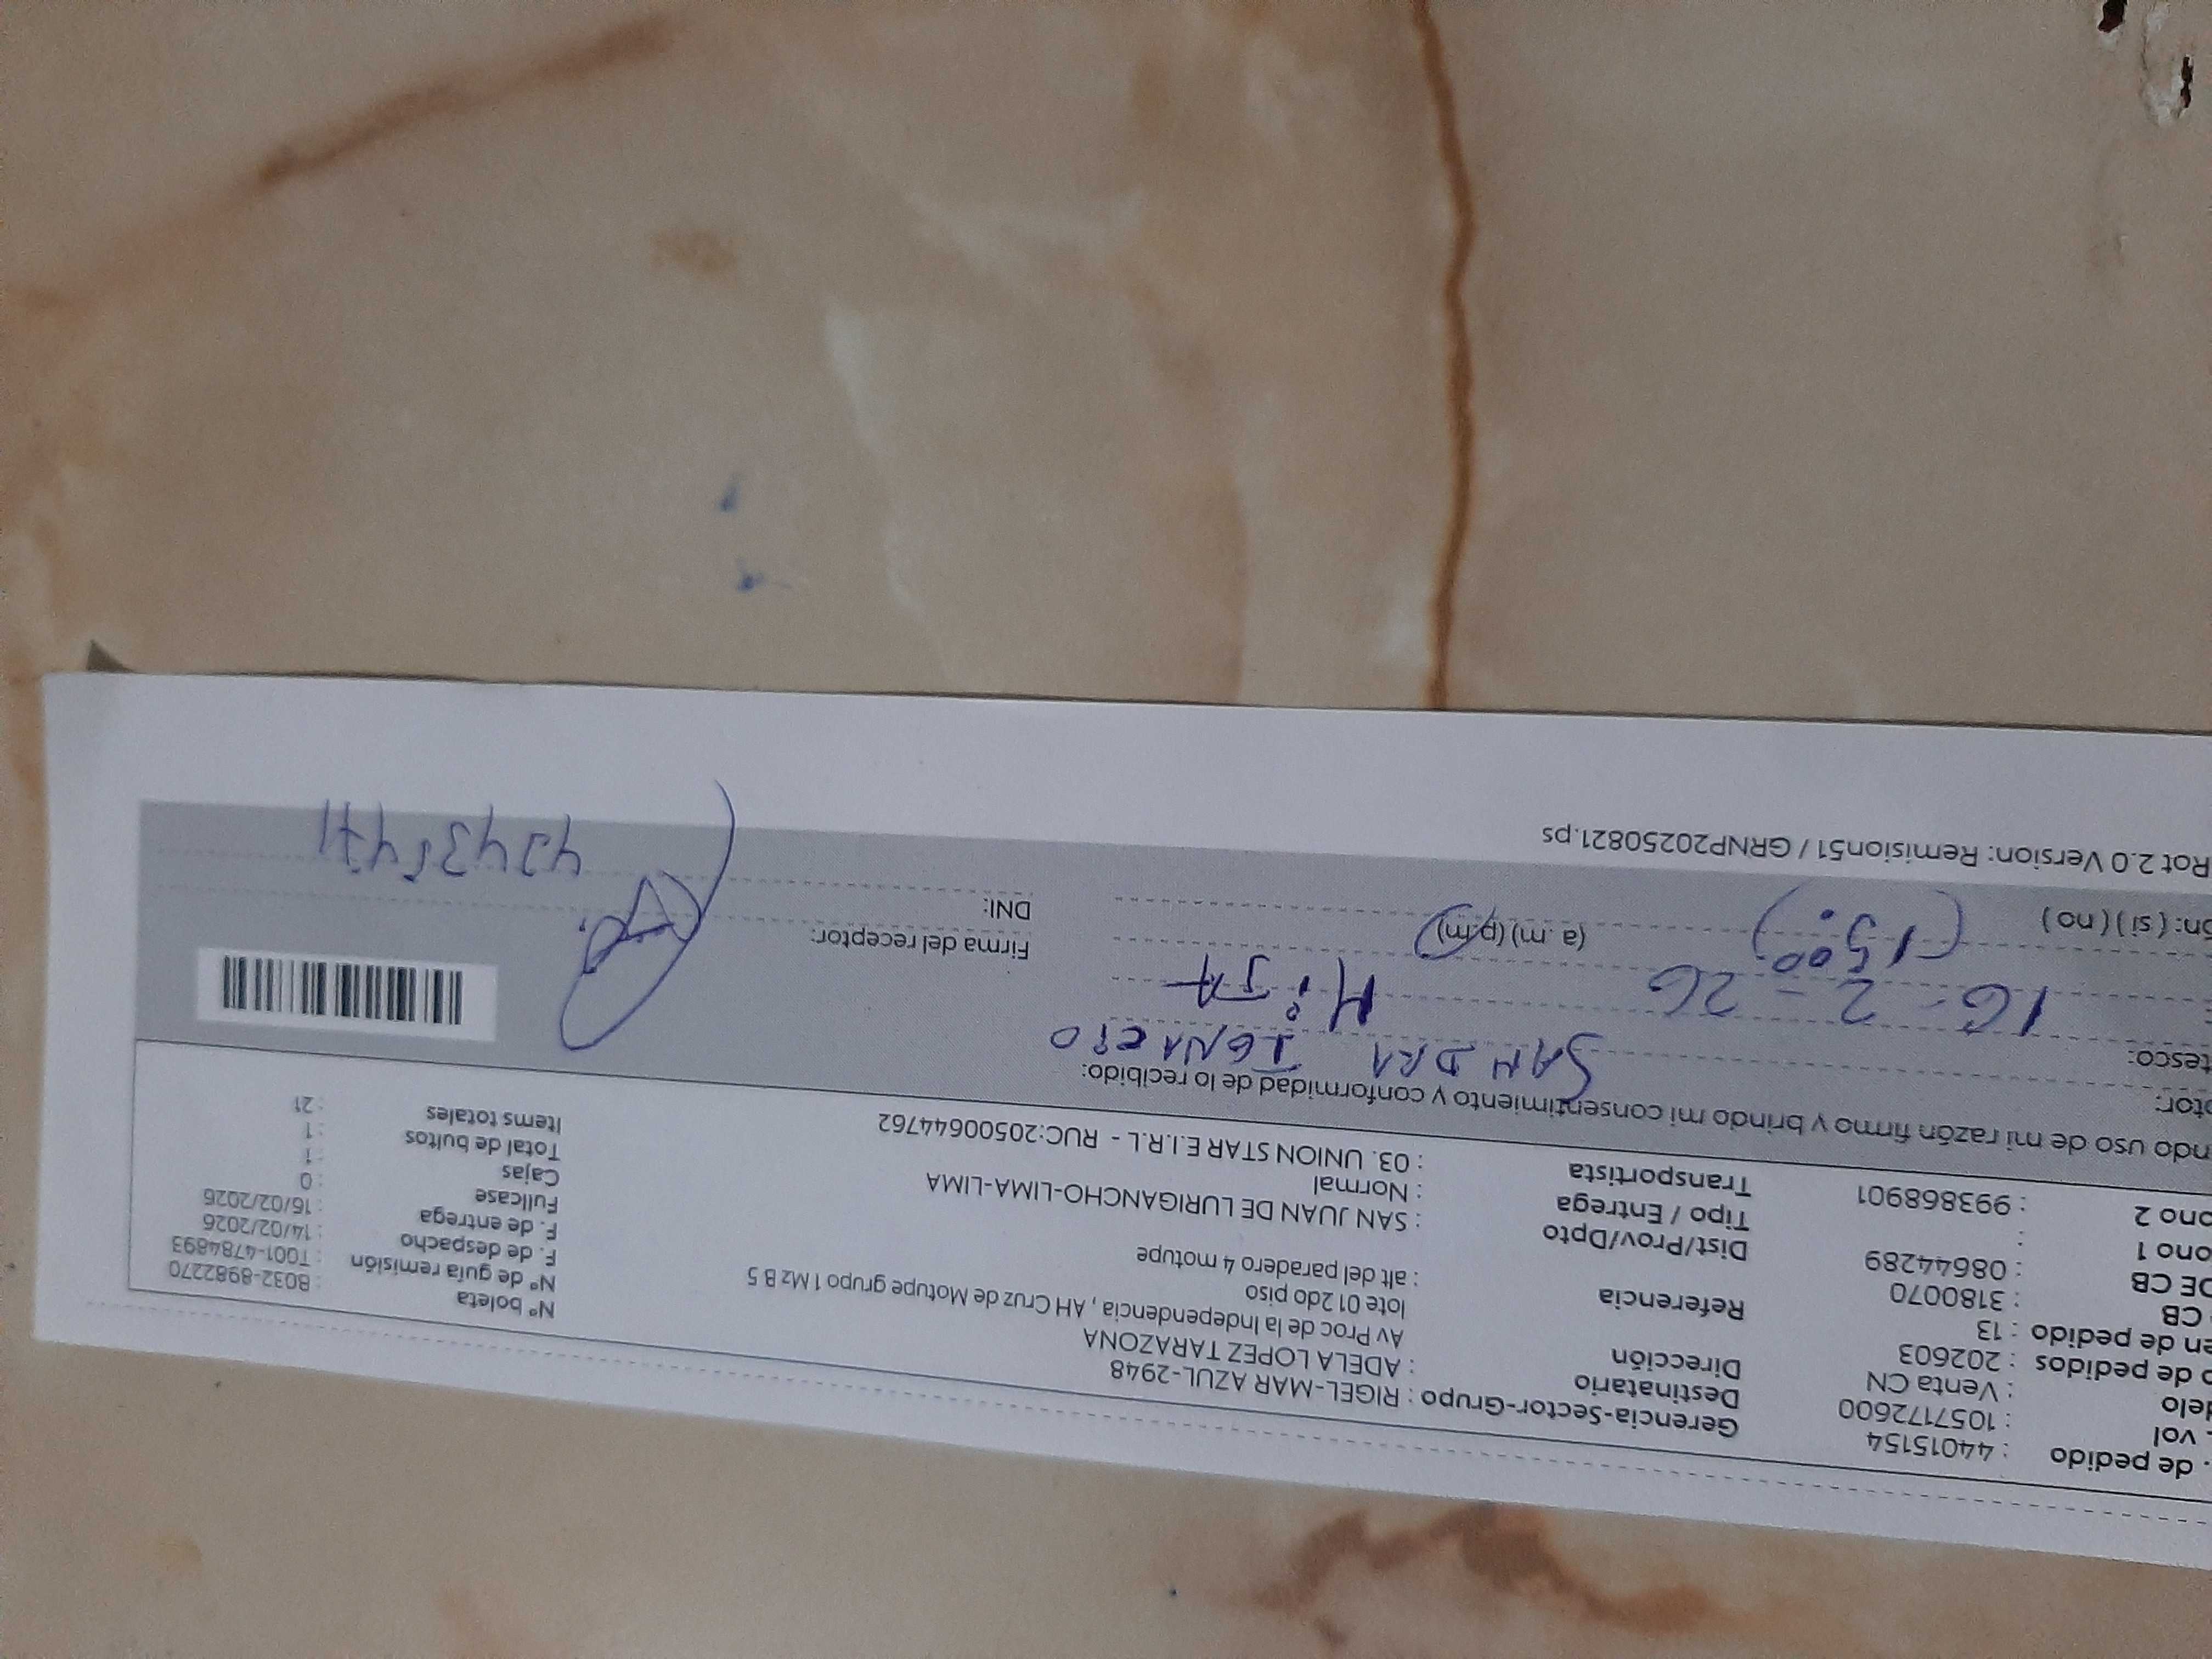 . de pedido : 44015154
. vol : 1057172600
delo : Venta CN
o de pedidos : 202603
en de pedido : 13
CB : 3180070
DE CB : 08644289
ono 1 :
ono 2 : 993868901
Gerencia-Sector-Grupo : RIGEL-MAR AZUL-2948
Destinatario : ADELA LOPEZ TARAZONA
Dirección Av Proc de la Independencia , AH Cruz de Motupe grupo 1 Mz B 5
lote 01 2do piso
Referencia : alt del paradero 4 motupe
Dist/Prov/Dpto : SAN JUAN DE LURIGANCHO-LIMA-LIMA
Tipo / Entrega : Normal
Transportista : 03. UNION STAR E.I.R.L - RUC:20500644762
Nº boleta : B032-8982270
Nº de guía remisión : T001-4784893
F. de despacho : 14/02/2026
F. de entrega : 16/02/2026
Fullcase : 0
Cajas : 1
Total de bultos : 1
Items totales : 21
ndo uso de mi razón firmo y brindo mi consentimiento y conformidad de lo recibido:
ptor: SANDRA IGNACIO
tesco: HiJA
: 16 - 2 - 26
(1500) (a. m) (p.m)
ón: ( si ) ( no )
Firma del receptor:
DNI: 42435471
Rot 2.0 Version: Remision51 / GRNP20250821.ps